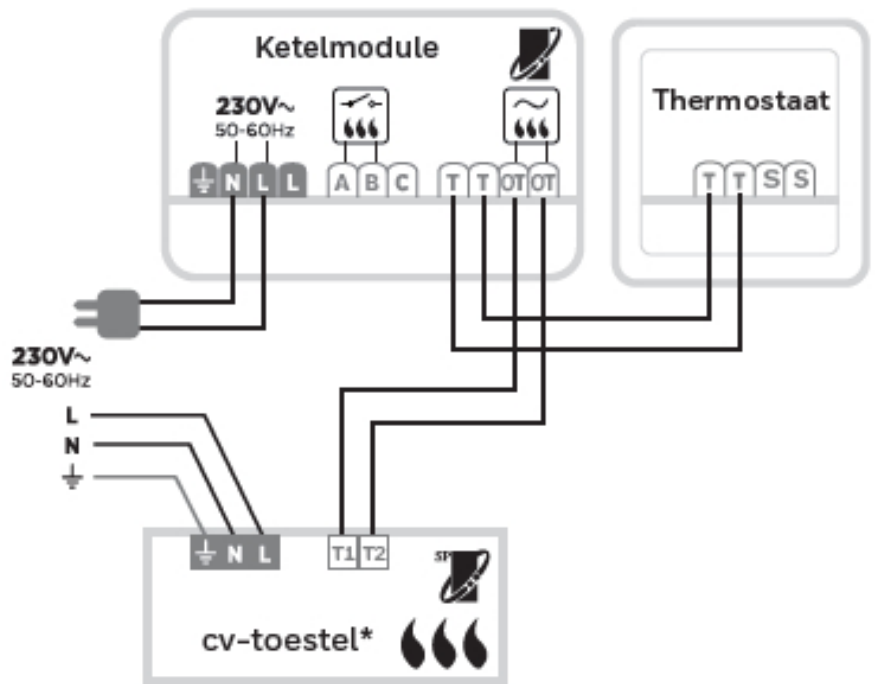 Ketelmodule
230V~
50-60Hz
N L L
A B C
T T OT OT
Thermostaat
T T S S
230V~
50-60Hz
L
N
N L
T1 T2
cv-toestel*